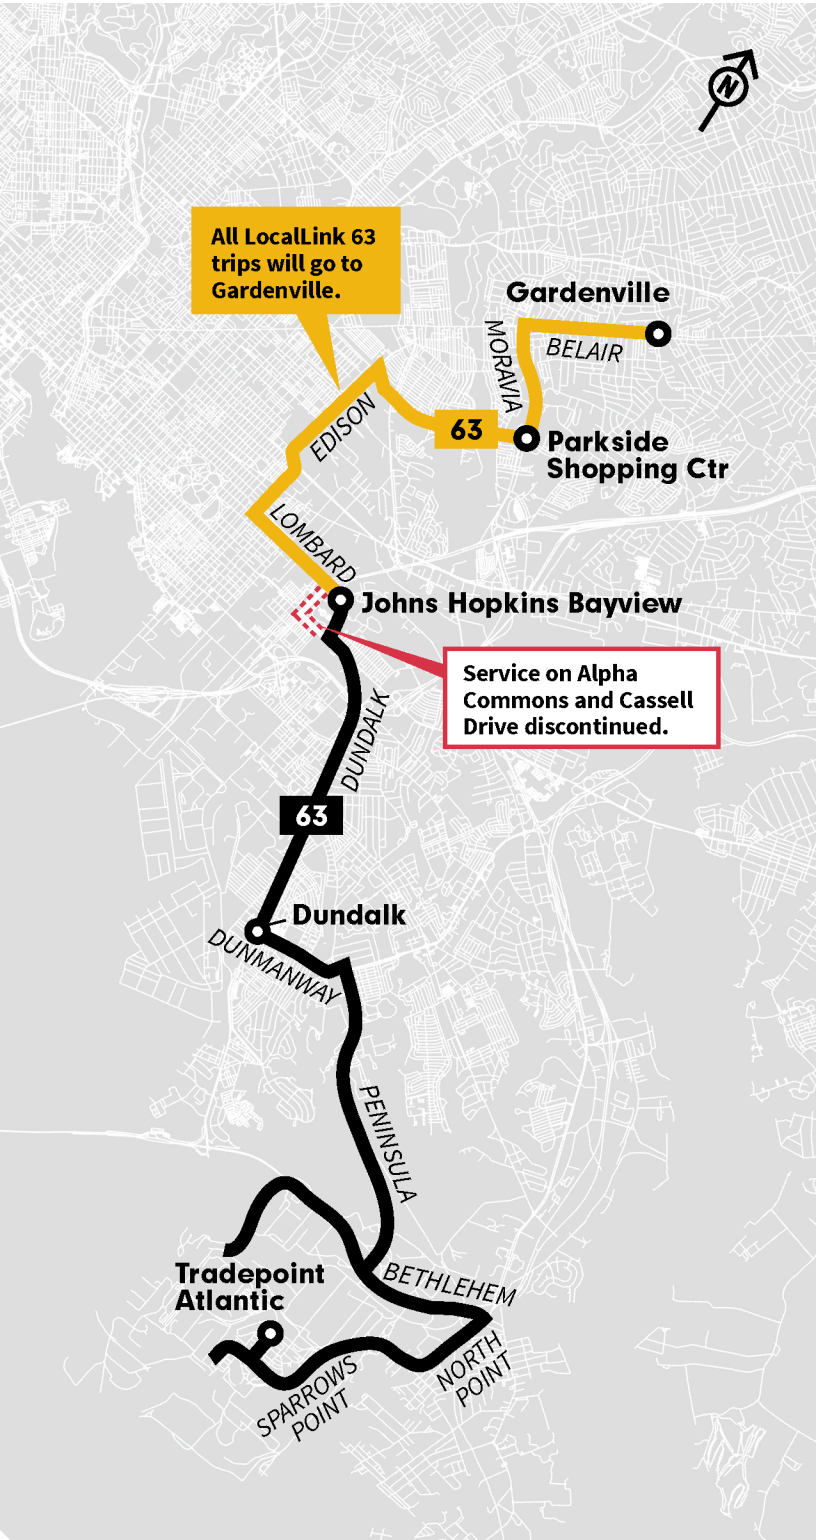 N
All LocalLink 63
trips will go to
Gardenville.
Gardenville
MORAVIA
BELAIR
EDISON
63
Parkside
Shopping Ctr
LOMBARD
Johns Hopkins Bayview
Service on Alpha
Commons and Cassell
Drive discontinued.
DUNDALK
63
Dundalk
DUNMANWAY
PENINSULA
Tradepoint
Atlantic
BETHLEHEM
NORTH
POINT
SPARROWS
POINT